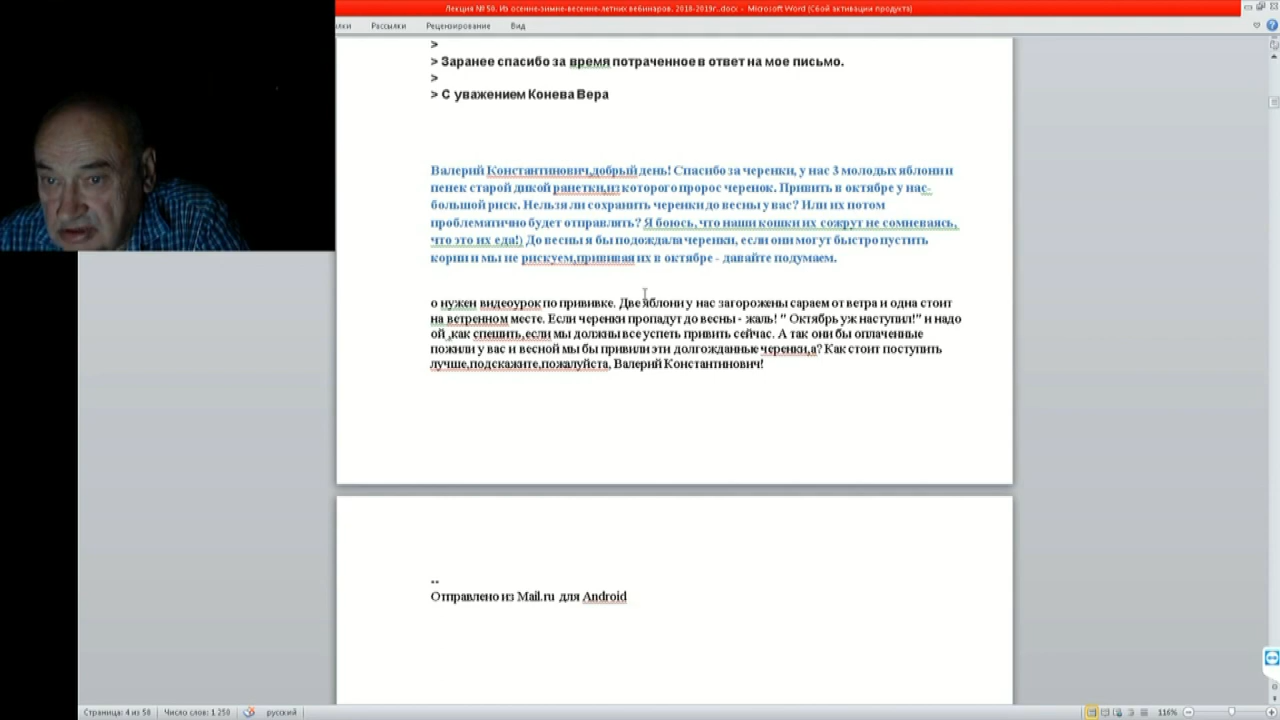 Лекция № 58. Из осенне-зимне-весенне-летних вебинаров. 2018-2019г..docx - Microsoft Word (Сбой активации продукта)
лки Рассылки Рецензирование Вид
>
> Заранее спасибо за время потраченное в ответ на мое письмо.
>
> С уважением Конева Вера
Валерий Константинович,добрый день! Спасибо за черенки, у нас 3 молодых яблони и
пенек старой дикой ранетки,из которого пророс черенок. Привить в октябре у нас-
большой риск. Нельзя ли сохранить черенки до весны у вас? Или их потом
проблематично будет отправлять? Я боюсь, что наши кошки их сожрут не сомневаясь,
что это их еда!) До весны я бы подождала черенки, если они могут быстро пустить
корни и мы не рискуем,прививая их в октябре - давайте подумаем.
о нужен видеоурок по прививке. Две яблони у нас загорожены сараем от ветра и одна стоит
на ветренном месте. Если черенки пропадут до весны - жаль! " Октябрь уж наступил!" и надо
ой ,как спешить,если мы должны все успеть привить сейчас. А так они бы оплаченные
пожили у вас и весной мы бы привили эти долгожданные черенки,а? Как стоит поступить
лучше,подскажите,пожалуйста, Валерий Константинович!
--
Отправлено из Mail.ru для Android
Страница: 4 из 58 Число слов: 1 250 русский 116%